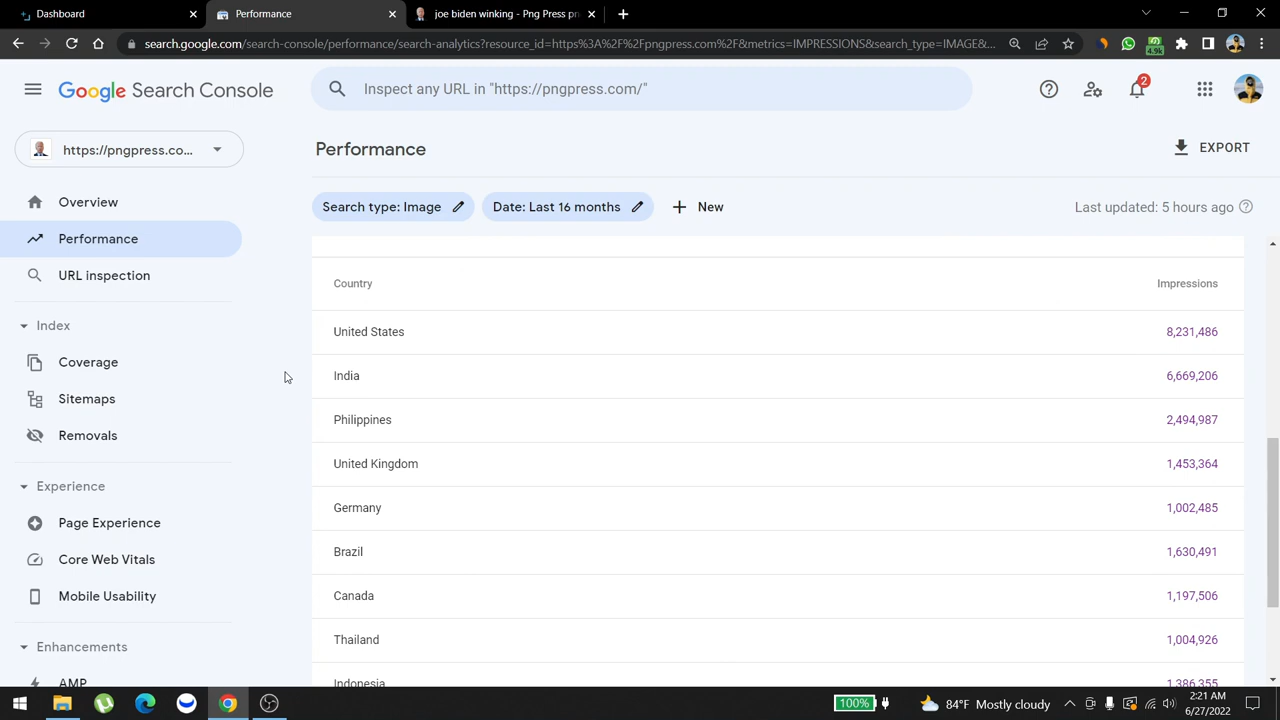 Dashboard
Performance
joe biden winking - Png Press pr
search.google.com/search-console/performance/search-analytics?resource_id=https%3A%2F%2Fpngpress.com%2F&metrics=IMPRESSIONS&search_type=IMAGE&...
4.9k
Google Search Console
Inspect any URL in "https://pngpress.com/"
2
https://pngpress.co...
Performance
EXPORT
Search type: Image
Date: Last 16 months
New
Last updated: 5 hours ago
Overview
Performance
URL inspection
Index
Coverage
Sitemaps
Removals
Experience
Page Experience
Core Web Vitals
Mobile Usability
Enhancements
AMP
Country Impressions
United States 8,231,486
India 6,669,206
Philippines 2,494,987
United Kingdom 1,453,364
Germany 1,002,485
Brazil 1,630,491
Canada 1,197,506
Thailand 1,004,926
Indonesia 1,386,355
100%
84°F Mostly cloudy
2:21 AM
6/27/2022